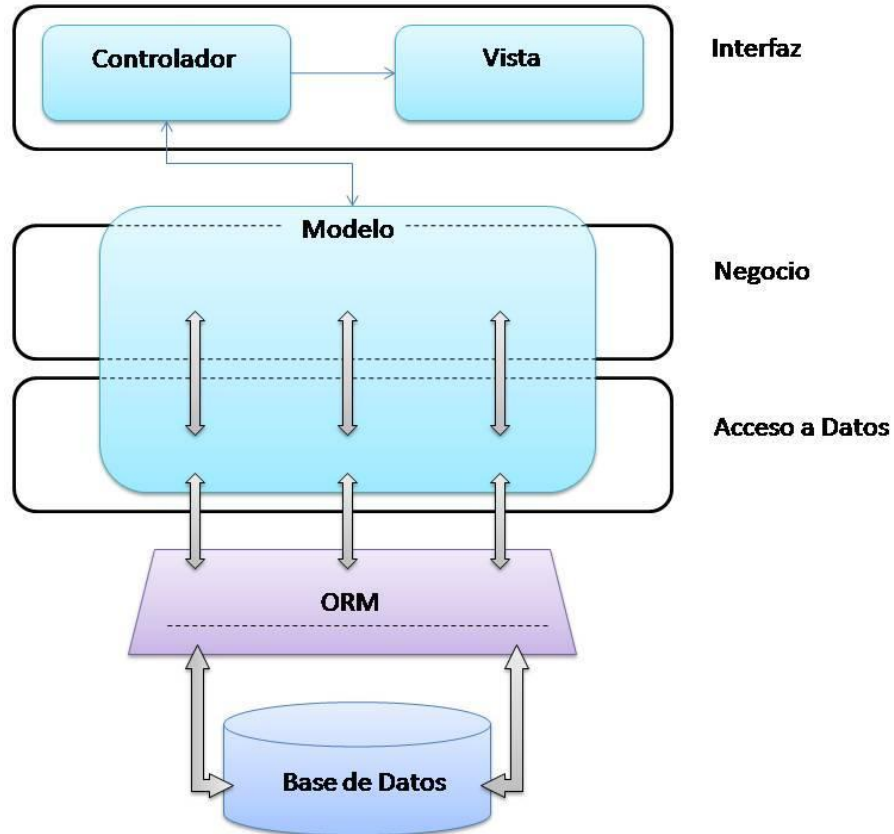 Controlador
Vista
Interfaz
Modelo
Negocio
Acceso a Datos
ORM
Base de Datos